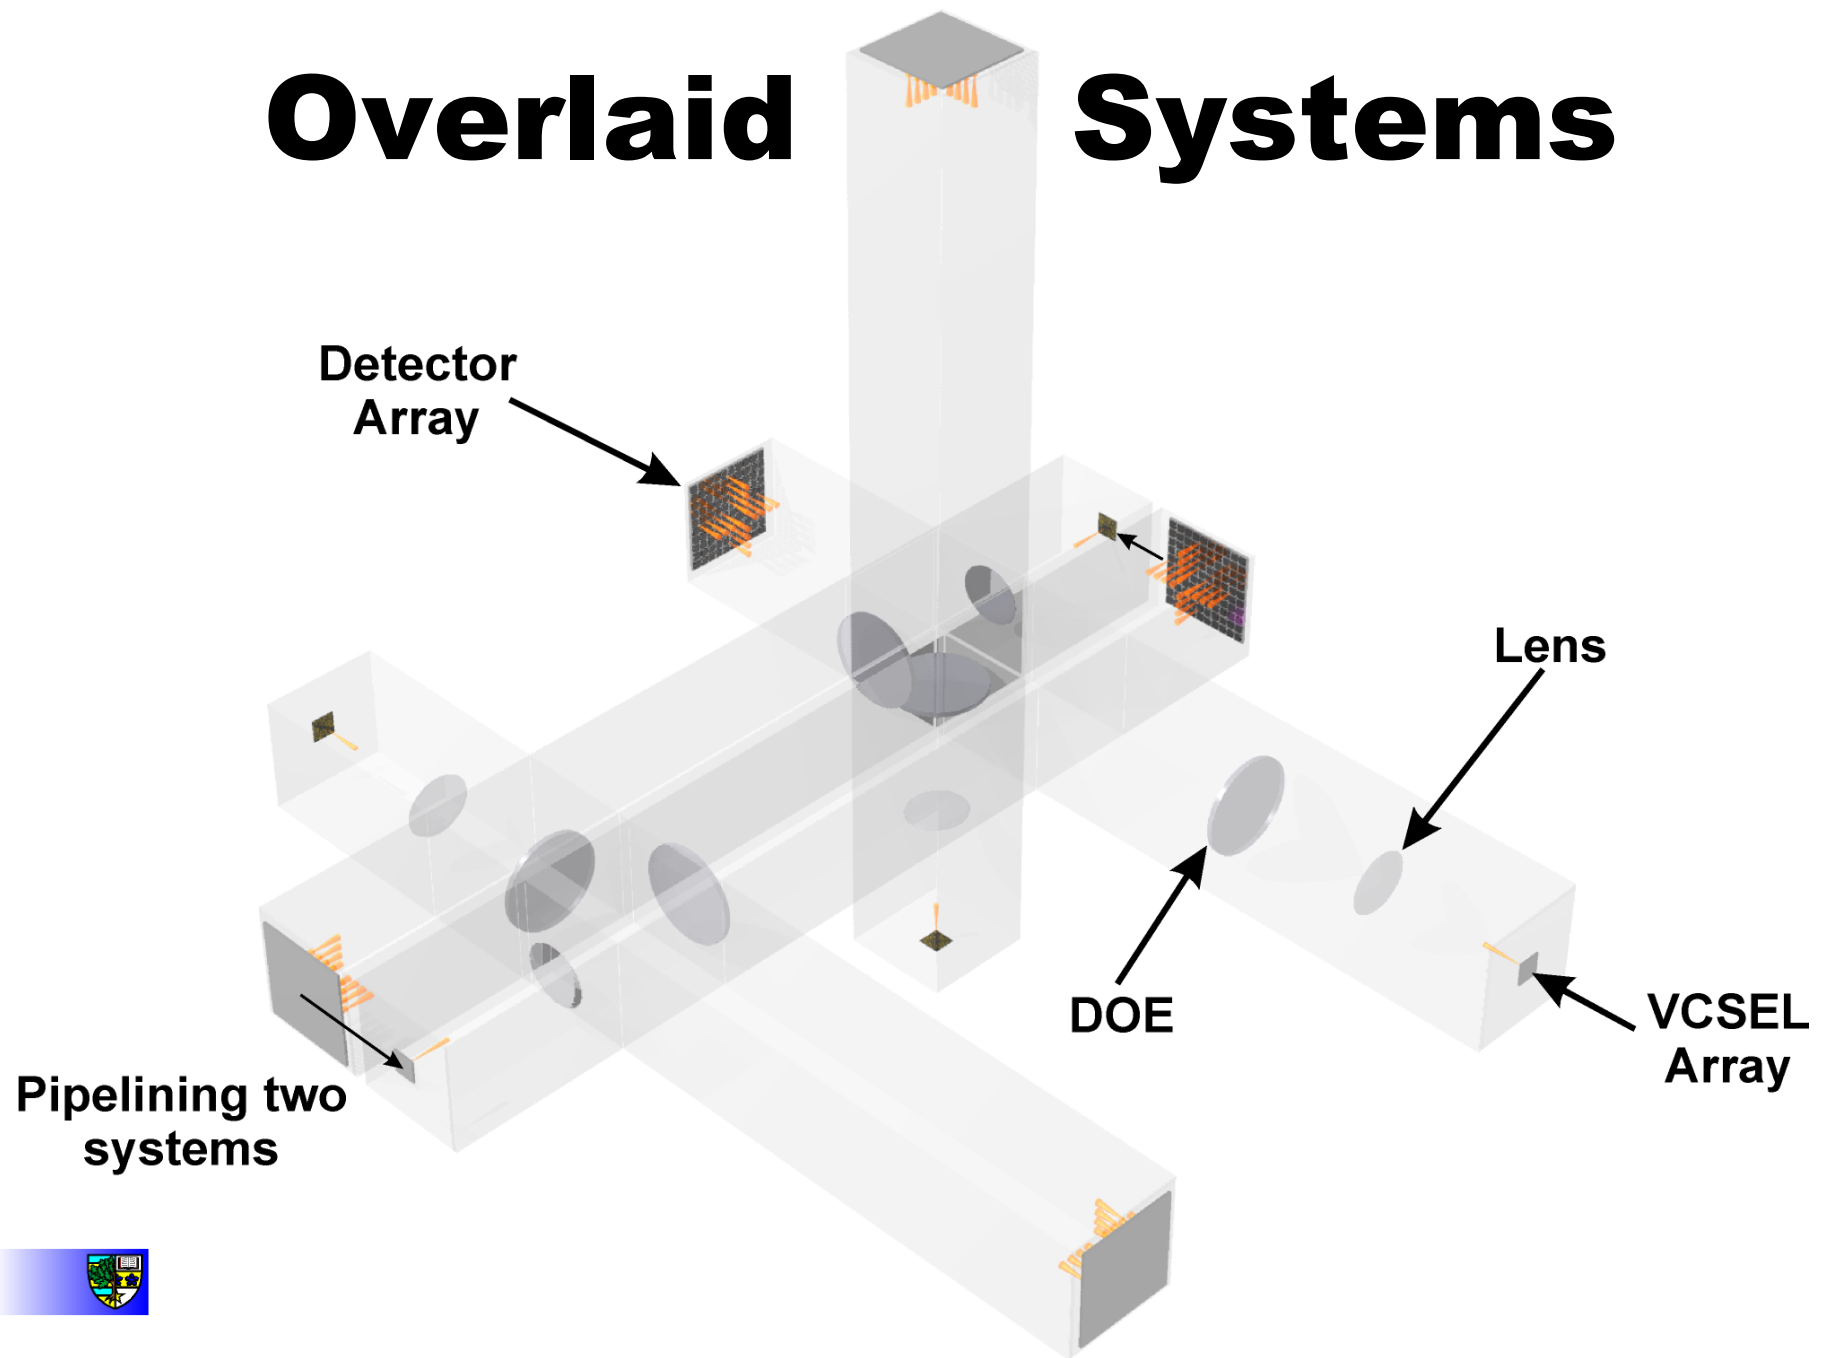 Overlaid Systems
Detector
Array
Lens
DOE
VCSEL
Array
Pipelining two
systems